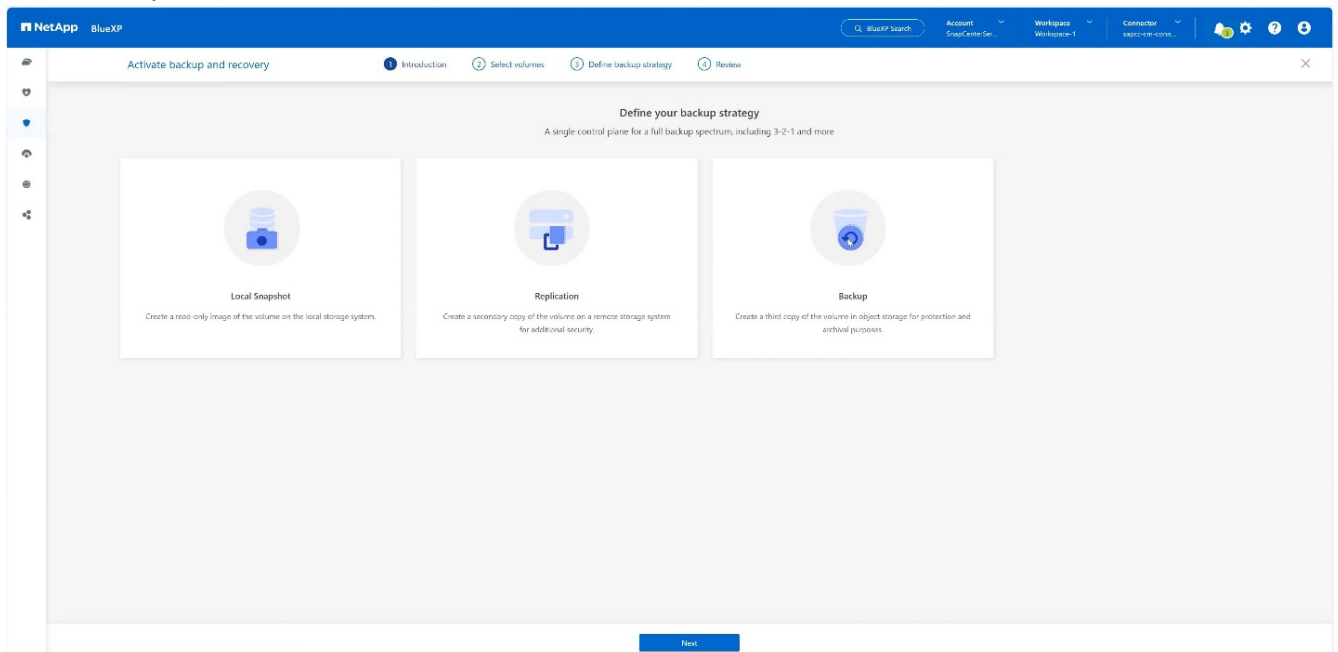 NetApp BlueXP
BlueXP Search
Account
SnapCenterSer...
Workspace
Workspace-1
Connector
sapcc-cm-conn...
Activate backup and recovery
1 Introduction
2 Select volumes
3 Define backup strategy
4 Review
Define your backup strategy
A single control plane for a full backup spectrum, including 3-2-1 and more
Local Snapshot
Create a read-only image of the volume on the local storage system.
Replication
Create a secondary copy of the volume on a remote storage system
for additional security.
Backup
Create a third copy of the volume in object storage for protection and
archival purposes.
Next